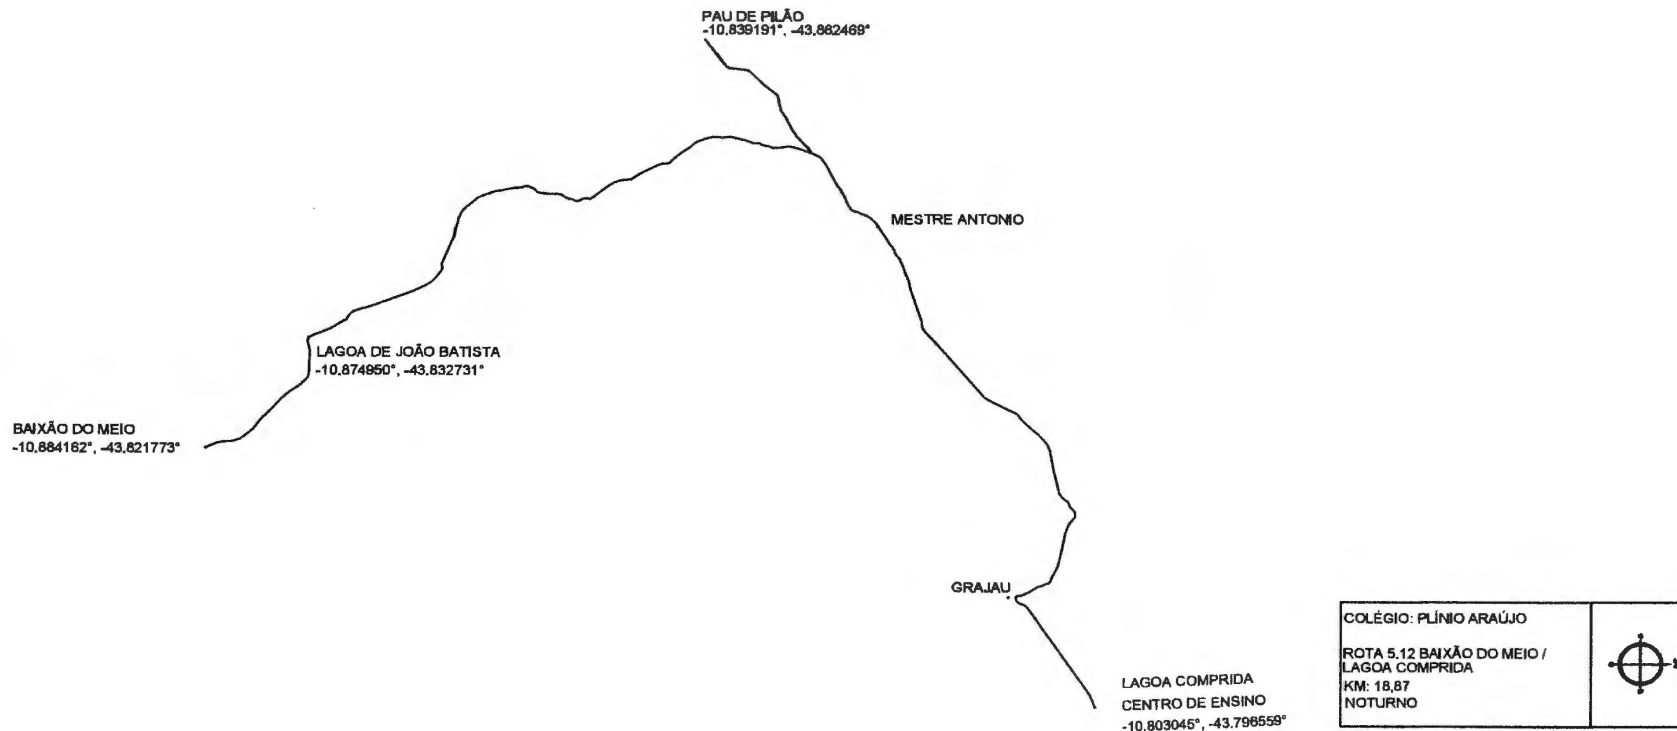 PAU DE PILÃO
-10.839191°, -43.862469°
MESTRE ANTONIO
LAGOA DE JOÃO BATISTA
-10.874950°, -43.832731°
BAIXÃO DO MEIO
-10.884162°, -43.821773°
GRAJAU
LAGOA COMPRIDA
CENTRO DE ENSINO
-10.803045°, -43.796559°
COLÉGIO: PLÍNIO ARAÚJO
ROTA 5.12 BAIXÃO DO MEIO /
LAGOA COMPRIDA
KM: 18,87
NOTURNO